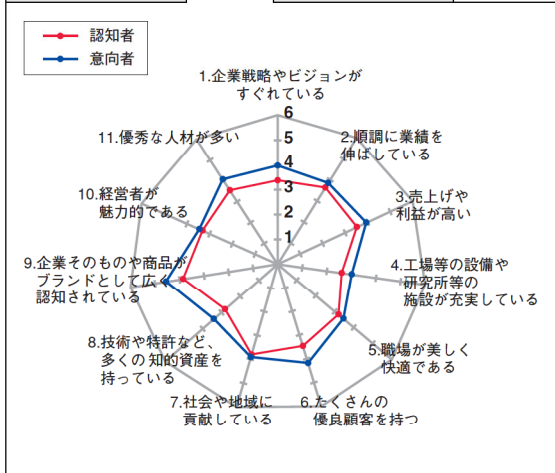 認知者
意向者
1.企業戦略やビジョンが
すぐれている
6
5
4
3
2
1
2.順調に業績を
伸ばしている
3.売上げや
利益が高い
4.工場等の設備や
研究所等の
施設が充実している
5.職場が美しく
快適である
6.たくさんの
優良顧客を持つ
7.社会や地域に
貢献している
8.技術や特許など、
多くの知的資産を
持っている
9.企業そのものや商品が
ブランドとして広く
認知されている
10.経営者が
魅力的である
11.優秀な人材が多い